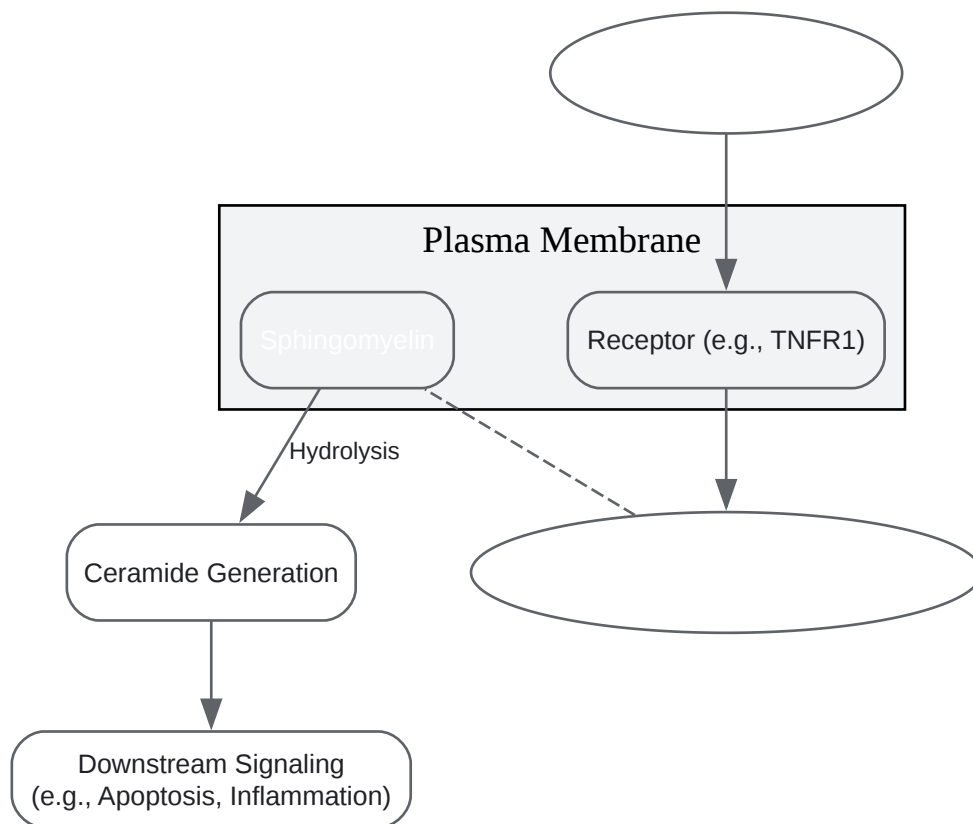 Plasma Membrane
Sphingomyelin
Receptor (e.g., TNFR1)
Hydrolysis
Ceramide Generation
Downstream Signaling
(e.g., Apoptosis, Inflammation)